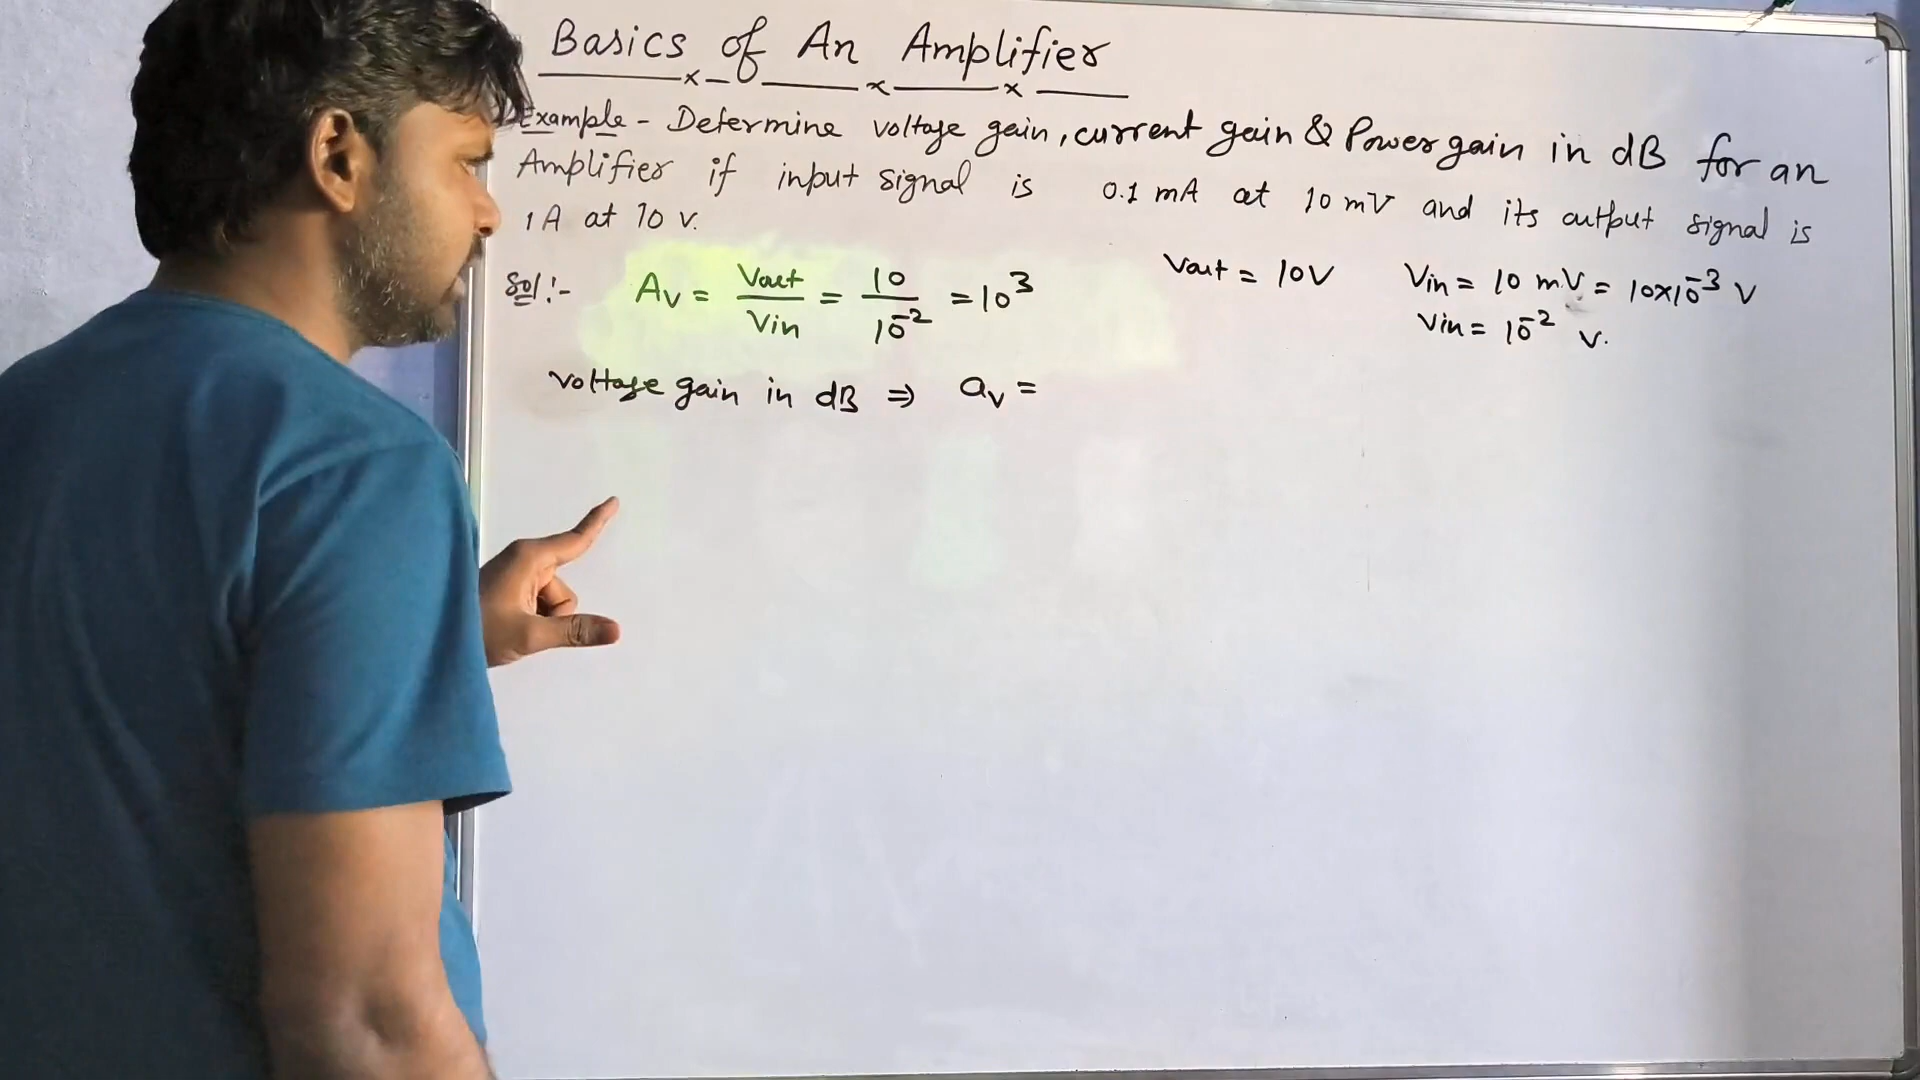 Basics of An Amplifier
Example - Determine voltage gain, current gain & Power gain in dB for an
Amplifier if input signal is 0.1 mA at 10 mV and its output signal is
1 A at 10 v.
Sol:- Av = Vout/Vin = 10/10⁻² = 10³
Vout = 10V
Vin = 10 mV = 10×10⁻³ V
Vin = 10⁻² v.
voltage gain in dB ⇒ av =